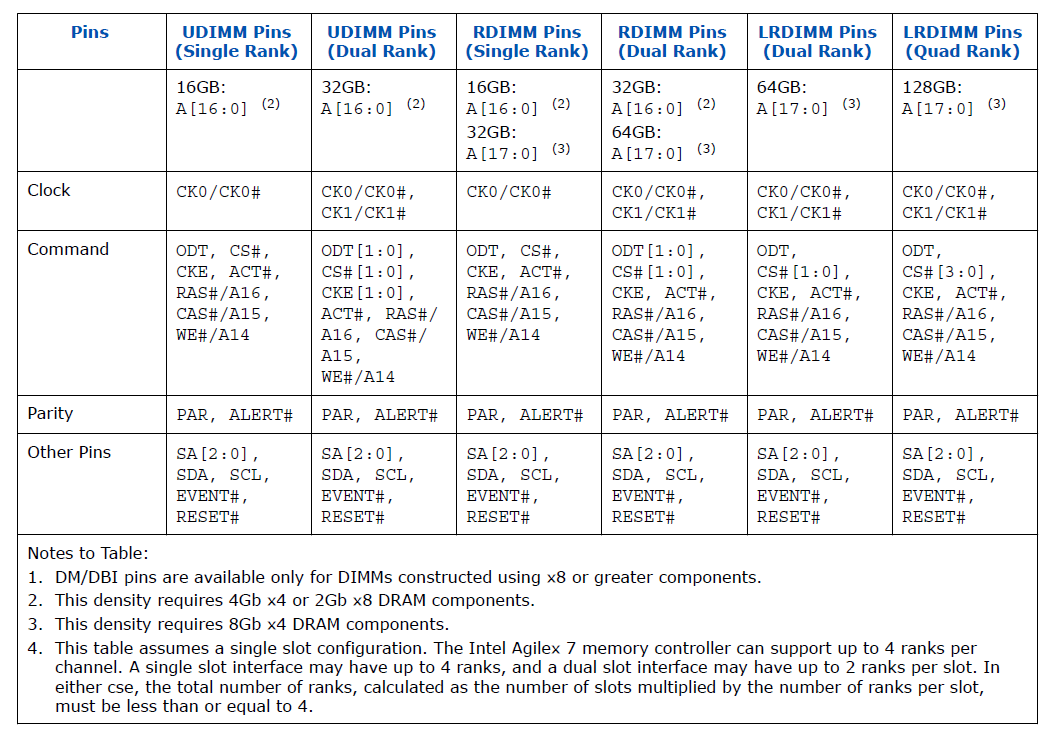 Pins
UDIMM Pins
(Single Rank)
UDIMM Pins
(Dual Rank)
RDIMM Pins
(Single Rank)
RDIMM Pins
(Dual Rank)
LRDIMM Pins
(Dual Rank)
LRDIMM Pins
(Quad Rank)
16GB:
A[16:0] (2)
32GB:
A[16:0] (2)
16GB:
A[16:0] (2)
32GB:
A[17:0] (3)
32GB:
A[16:0] (2)
64GB:
A[17:0] (3)
64GB:
A[17:0] (3)
128GB:
A[17:0] (3)
Clock
CK0/CK0#
CK0/CK0#,
CK1/CK1#
CK0/CK0#
CK0/CK0#,
CK1/CK1#
CK0/CK0#,
CK1/CK1#
CK0/CK0#,
CK1/CK1#
Command
ODT, CS#,
CKE, ACT#,
RAS#/A16,
CAS#/A15,
WE#/A14
ODT[1:0],
CS#[1:0],
CKE[1:0],
ACT#, RAS#/
A16, CAS#/
A15,
WE#/A14
ODT, CS#,
CKE, ACT#,
RAS#/A16,
CAS#/A15,
WE#/A14
ODT[1:0],
CS#[1:0],
CKE, ACT#,
RAS#/A16,
CAS#/A15,
WE#/A14
ODT,
CS#[1:0],
CKE, ACT#,
RAS#/A16,
CAS#/A15,
WE#/A14
ODT,
CS#[3:0],
CKE, ACT#,
RAS#/A16,
CAS#/A15,
WE#/A14
Parity
PAR, ALERT#
PAR, ALERT#
PAR, ALERT#
PAR, ALERT#
PAR, ALERT#
PAR, ALERT#
Other Pins
SA[2:0],
SDA, SCL,
EVENT#,
RESET#
SA[2:0],
SDA, SCL,
EVENT#,
RESET#
SA[2:0],
SDA, SCL,
EVENT#,
RESET#
SA[2:0],
SDA, SCL,
EVENT#,
RESET#
SA[2:0],
SDA, SCL,
EVENT#,
RESET#
SA[2:0],
SDA, SCL,
EVENT#,
RESET#
Notes to Table:
1. DM/DBI pins are available only for DIMMs constructed using x8 or greater components.
2. This density requires 4Gb x4 or 2Gb x8 DRAM components.
3. This density requires 8Gb x4 DRAM components.
4. This table assumes a single slot configuration. The Intel Agilex 7 memory controller can support up to 4 ranks per
channel. A single slot interface may have up to 4 ranks, and a dual slot interface may have up to 2 ranks per slot. In
either cse, the total number of ranks, calculated as the number of slots multiplied by the number of ranks per slot,
must be less than or equal to 4.